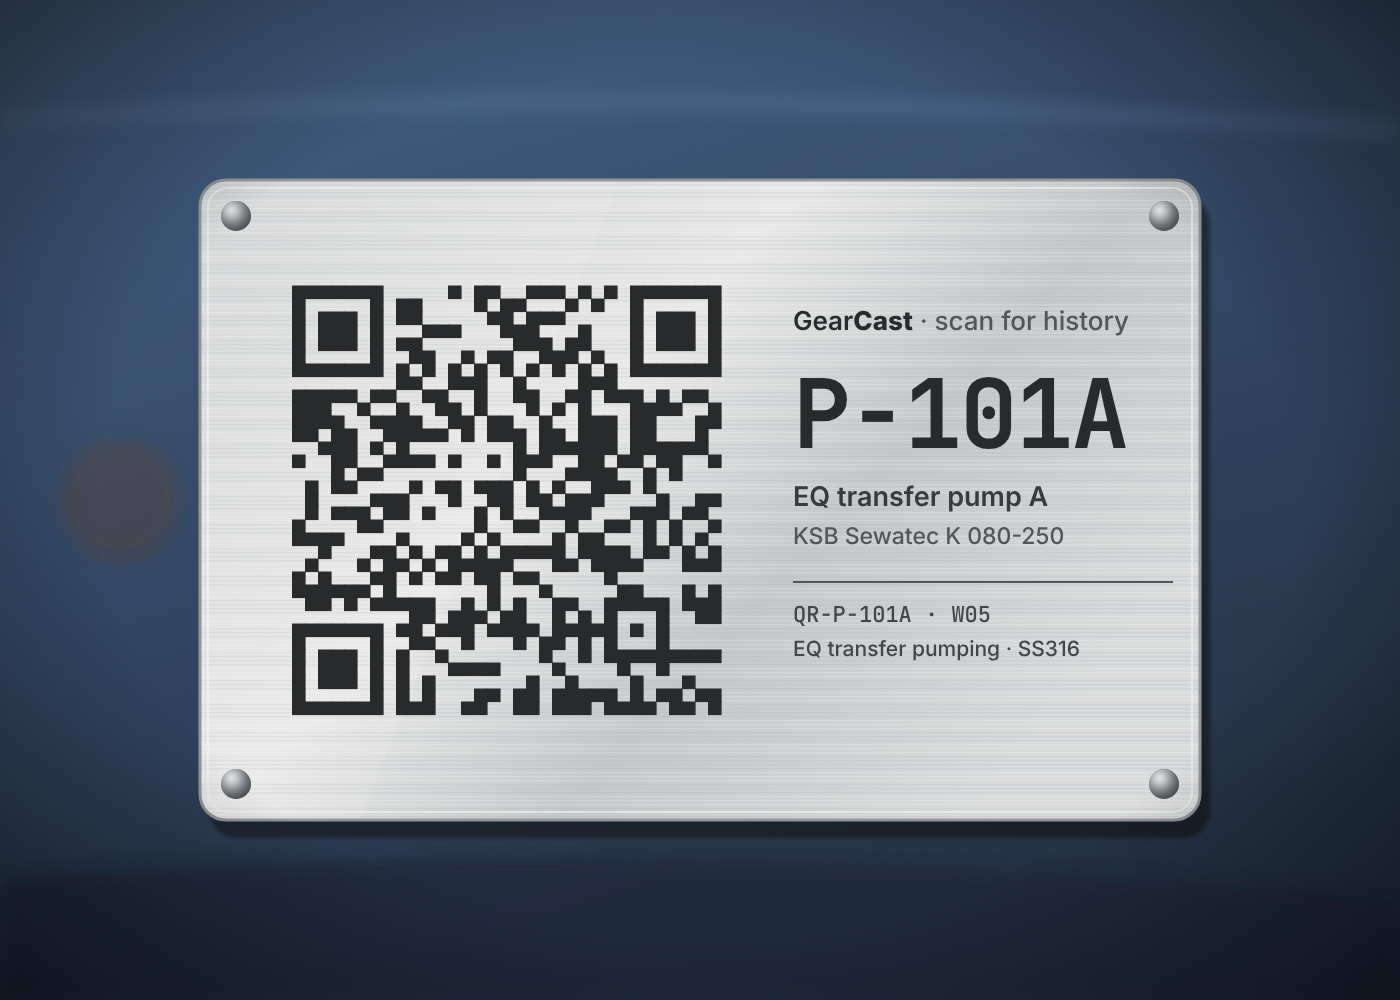 GearCast · scan for history
P-101A
EQ transfer pump A
KSB Sewatec K 080-250
QR-P-101A · W05
EQ transfer pumping · SS316